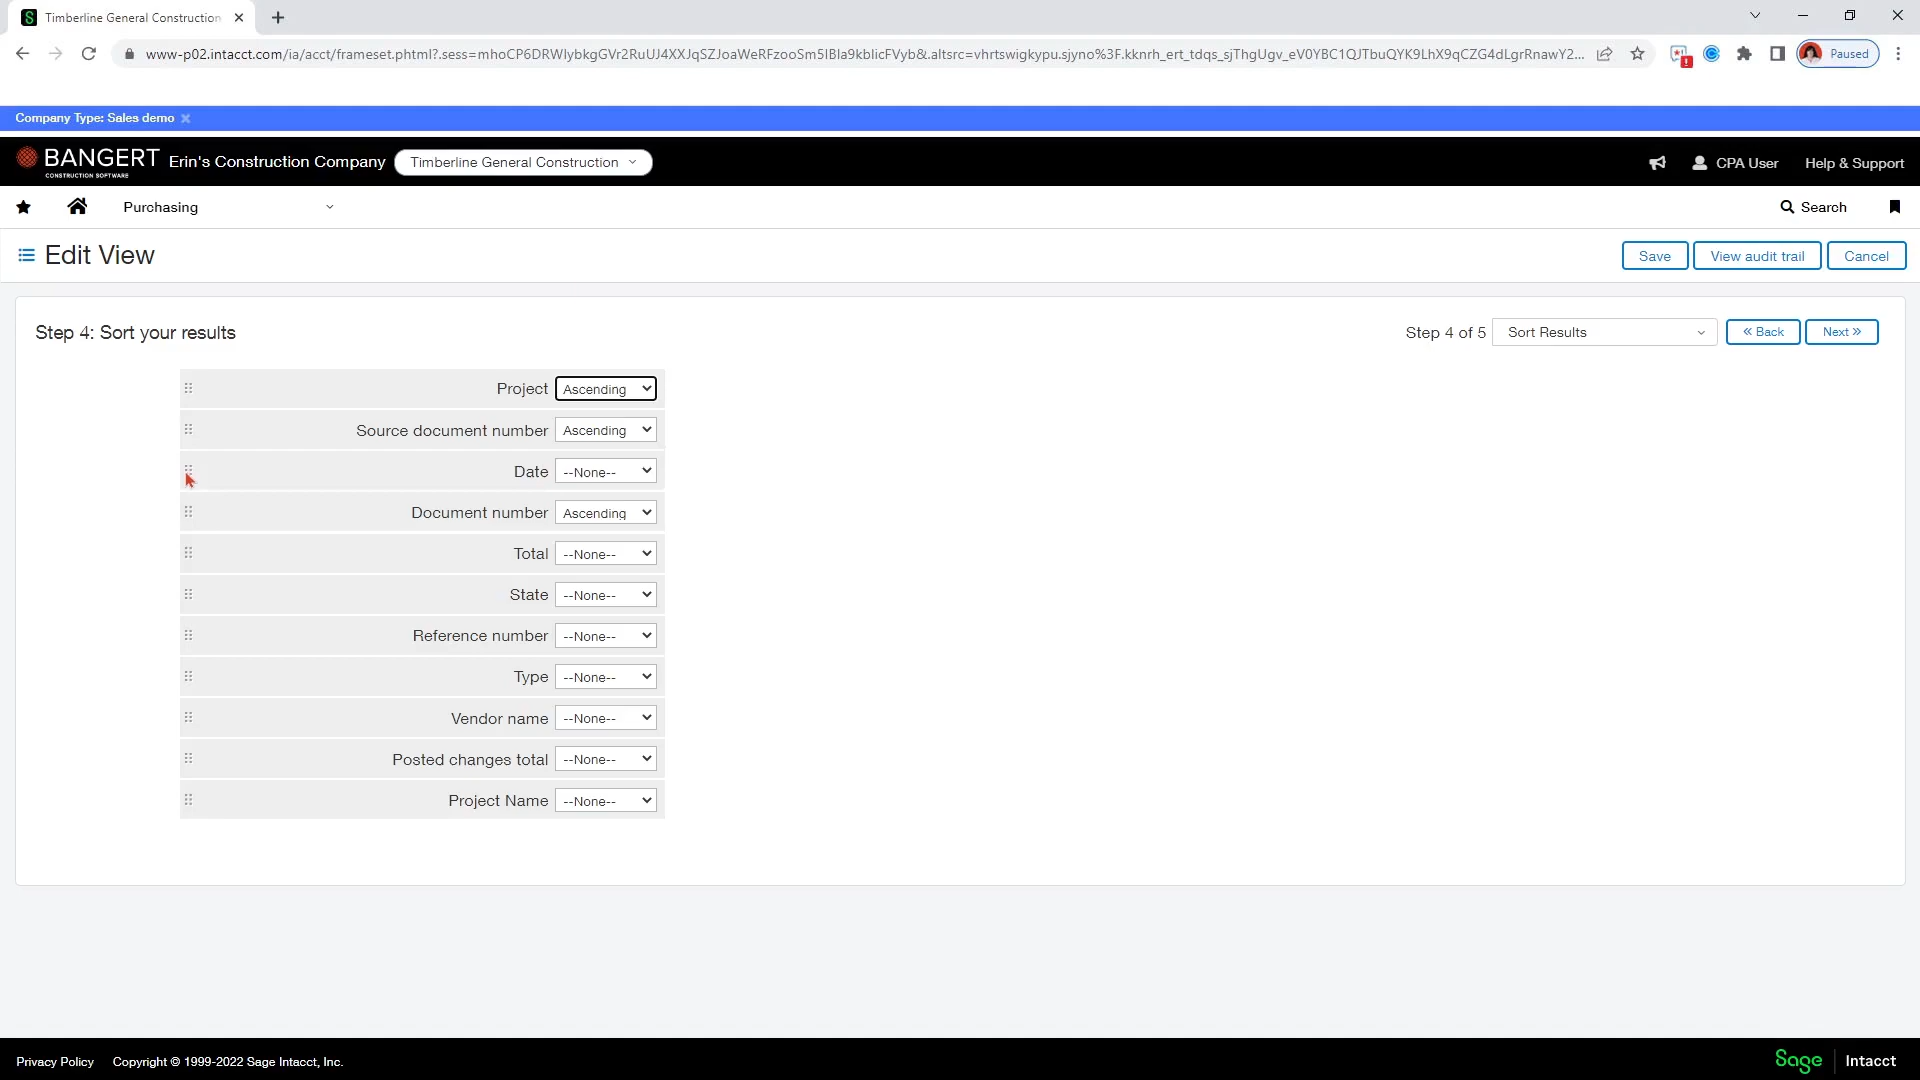 Timberline General Construction
www-p02.intacct.com/ia/acct/frameset.phtml?.sess=mhoCP6DRWIybkgGVr2RuUJ4XXJqSZJoaWeRFzooSm5IBla9kblicFVyb&.altsrc=vhrtswigkypu.sjyno%3F.kknrh_ert_tdqs_sjThgUgv_eV0YBC1QJTbuQYK9LhX9qCZG4dLgrRnawY2...
Paused
Company Type: Sales demo
BANGERT
CONSTRUCTION SOFTWARE
Erin's Construction Company
Timberline General Construction
CPA User
Help & Support
Purchasing
Search
Edit View
Save
View audit trail
Cancel
Step 4: Sort your results
Step 4 of 5
Sort Results
« Back
Next »
Project Ascending
Source document number Ascending
Date --None--
Document number Ascending
Total --None--
State --None--
Reference number --None--
Type --None--
Vendor name --None--
Posted changes total --None--
Project Name --None--
Privacy Policy
Copyright © 1999-2022 Sage Intacct, Inc.
Sage Intacct